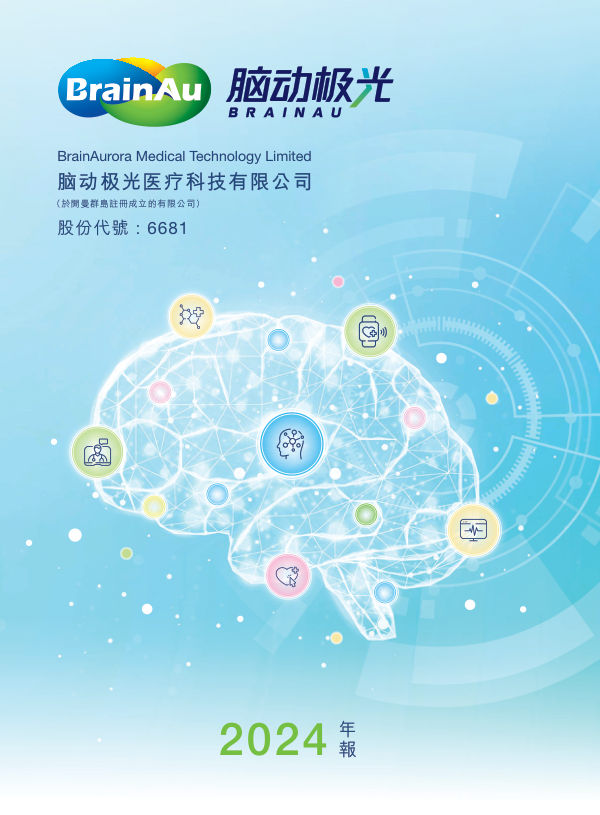 BrainAu 脑动极光
BRAINAU
BrainAurora Medical Technology Limited
脑动极光医疗科技有限公司
(於開曼群島註冊成立的有限公司)
股份代號：6681
2024 年報